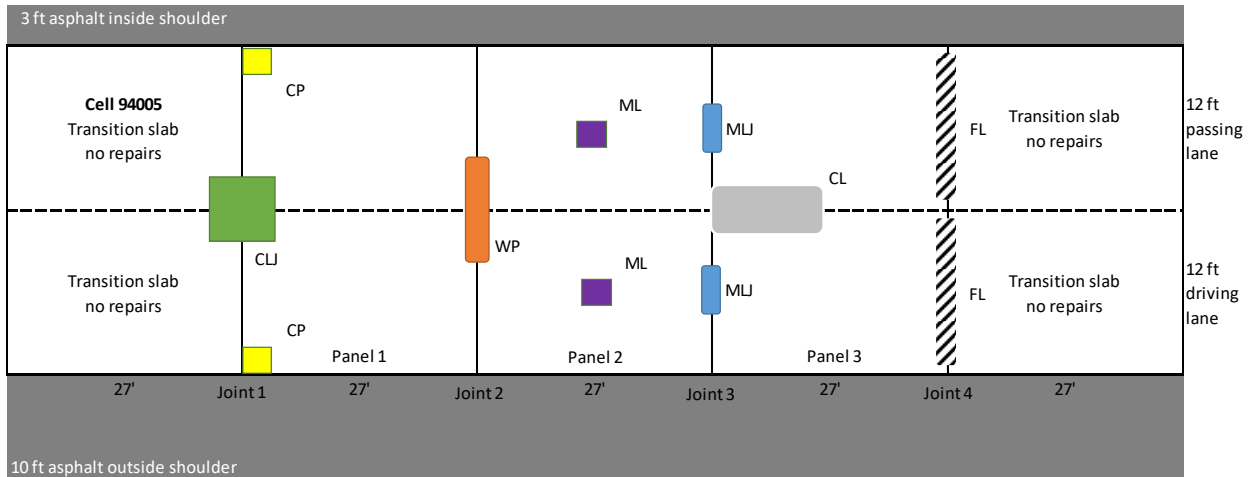 3 ft asphalt inside shoulder
Cell 94005
Transition slab
no repairs
CP
ML
MLJ
FL
Transition slab
no repairs
12 ft
passing
lane
CL
CLJ
WP
Transition slab
no repairs
ML
MLJ
FL
Transition slab
no repairs
12 ft
driving
lane
CP
Panel 1
Panel 2
Panel 3
27'
Joint 1
27'
Joint 2
27'
Joint 3
27'
Joint 4
27'
10 ft asphalt outside shoulder